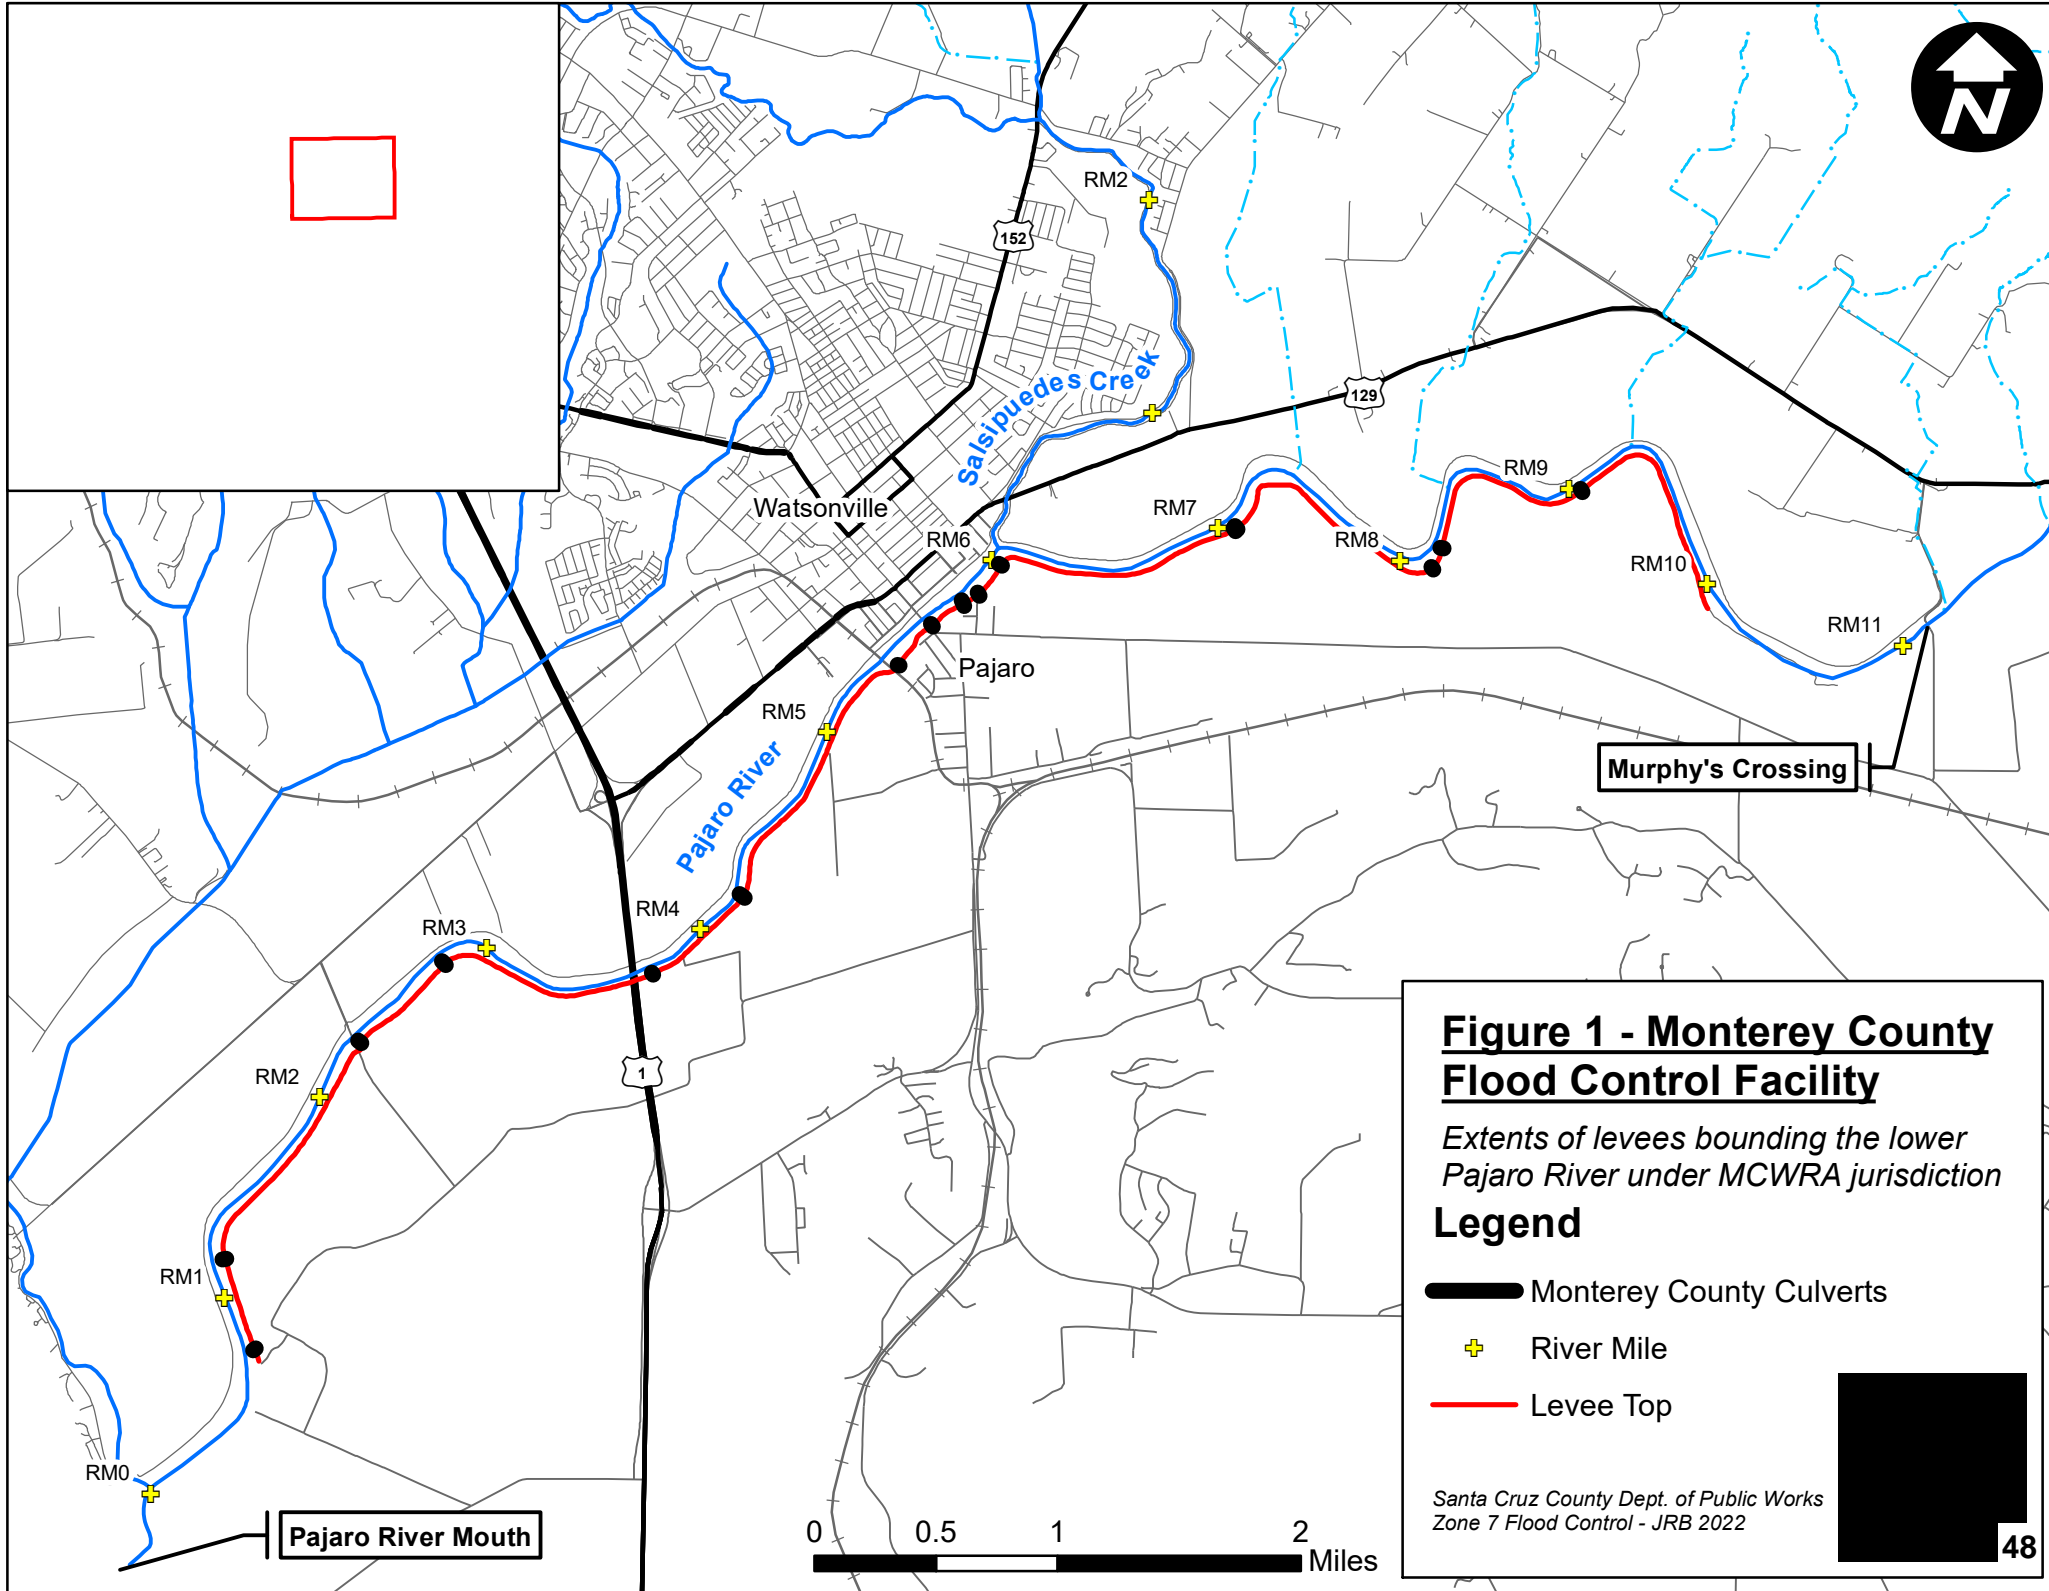 RM2
152
129
Salsipuedes Creek
Watsonville
RM9
RM7
RM6
RM8
RM10
RM11
Pajaro
RM5
Pajaro River
Murphy's Crossing
RM4
RM3
RM2
1
RM1
RM0
Pajaro River Mouth
0 0.5 1 2
Miles
N
Figure 1 - Monterey County
Flood Control Facility
Extents of levees bounding the lower
Pajaro River under MCWRA jurisdiction
Legend
Monterey County Culverts
River Mile
Levee Top
Santa Cruz County Dept. of Public Works
Zone 7 Flood Control - JRB 2022
48